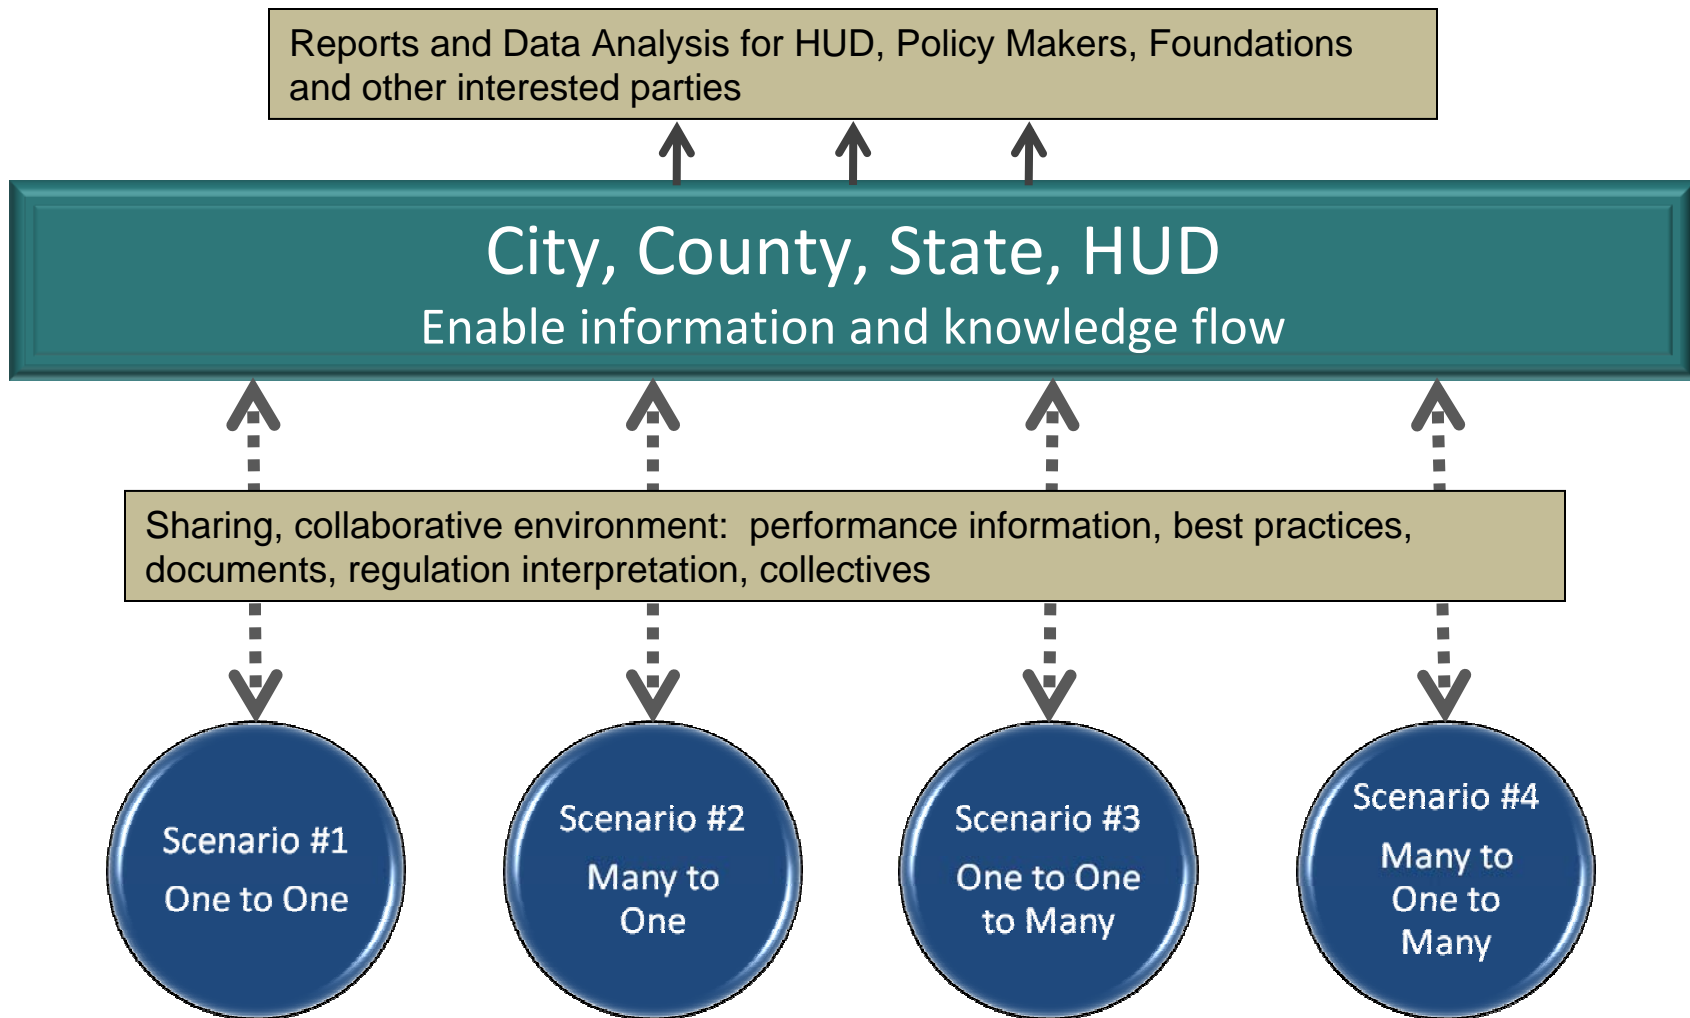 Reports and Data Analysis for HUD, Policy Makers, Foundations
and other interested parties
City, County, State, HUD
Enable information and knowledge flow
Sharing, collaborative environment:  performance information, best practices,
documents, regulation interpretation, collectives
Scenario #1
One to One
Scenario #2
Many to
One
Scenario #3
One to One
to Many
Scenario #4
Many to
One to
Many